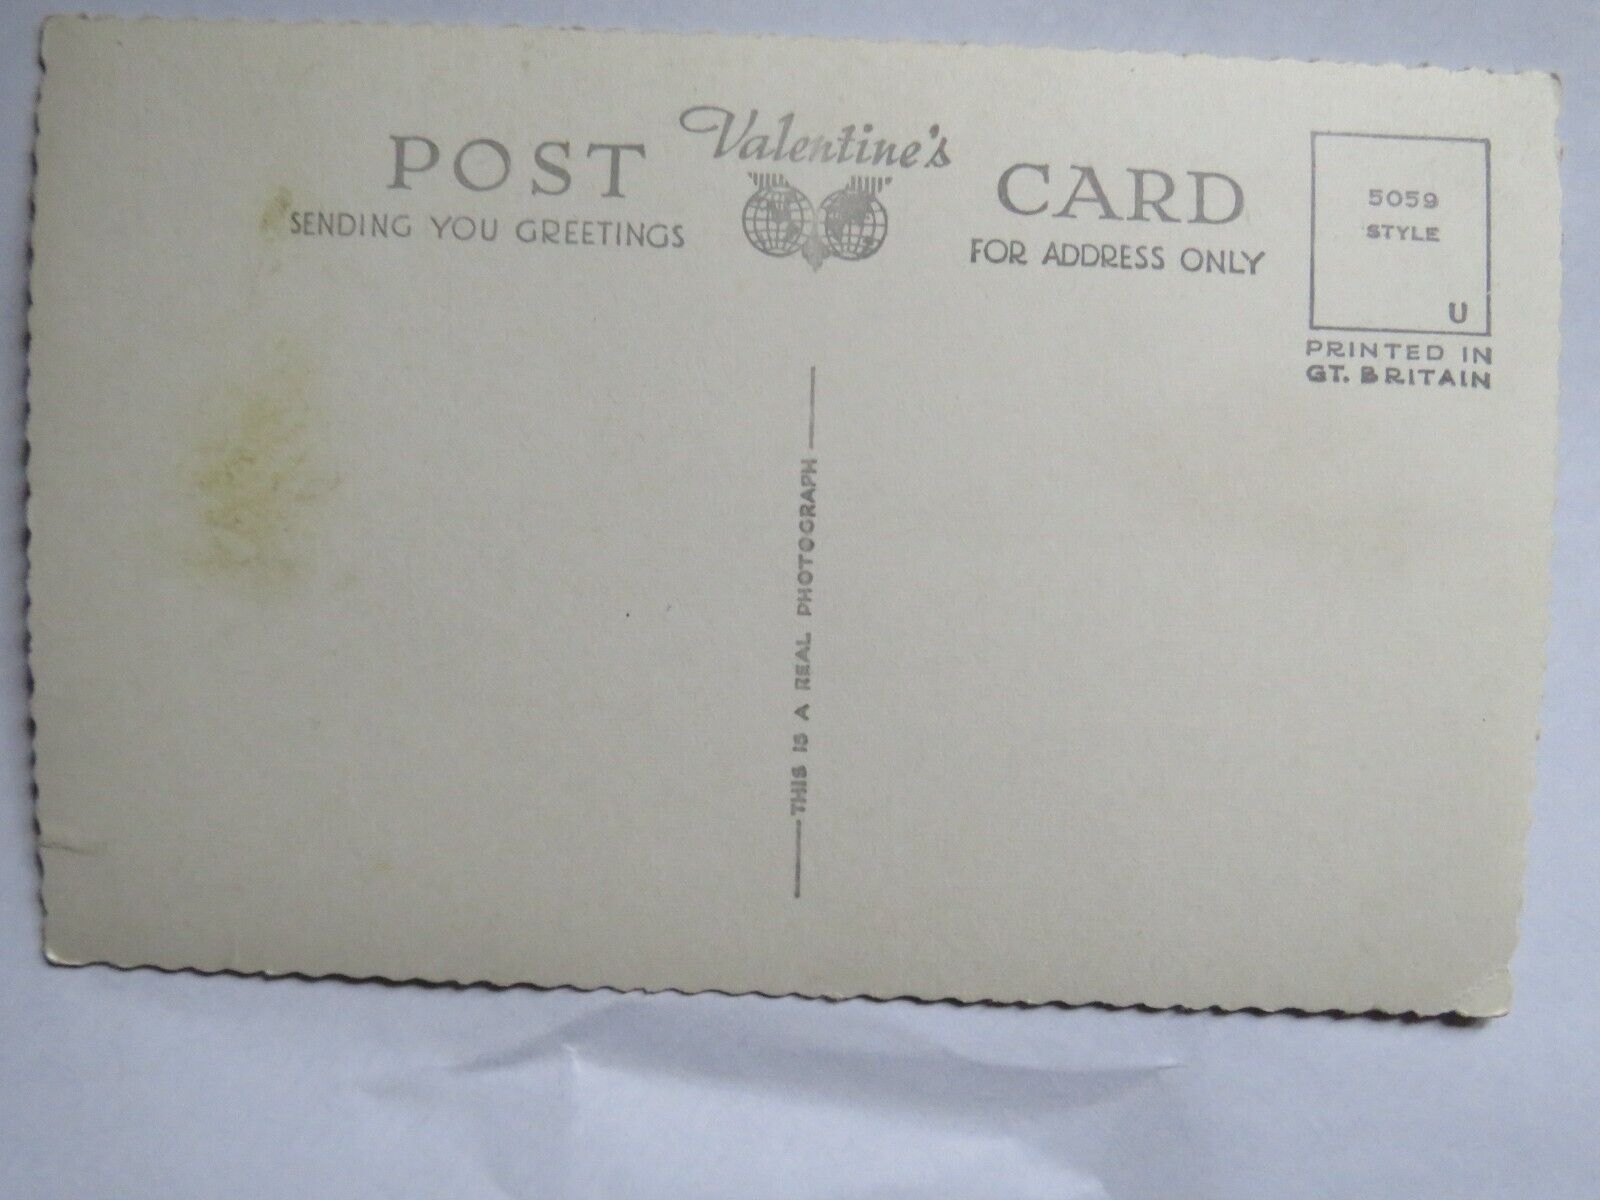 POST Valentine's CARD
SENDING YOU GREETINGS
FOR ADDRESS ONLY
5059
STYLE
U
PRINTED IN
GT. BRITAIN
THIS IS A REAL PHOTOGRAPH